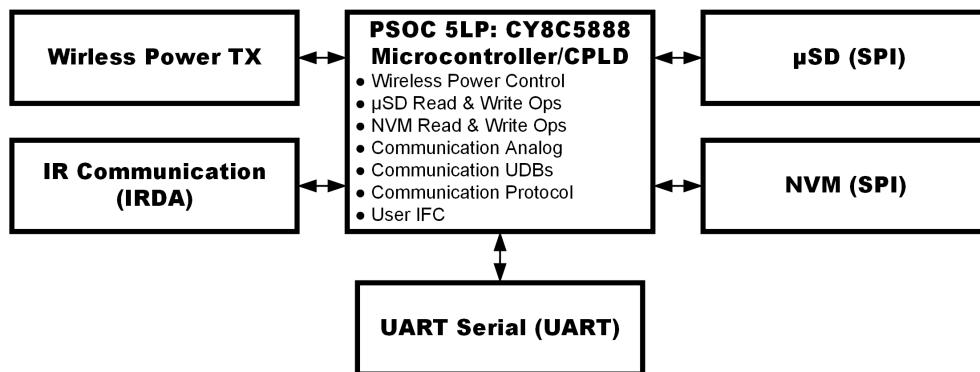 Wirless Power TX
IR Communication
(IRDA)
PSOC 5LP: CY8C5888
Microcontroller/CPLD
● Wireless Power Control
● µSD Read & Write Ops
● NVM Read & Write Ops
● Communication Analog
● Communication UDBs
● Communication Protocol
● User IFC
µSD (SPI)
NVM (SPI)
UART Serial (UART)